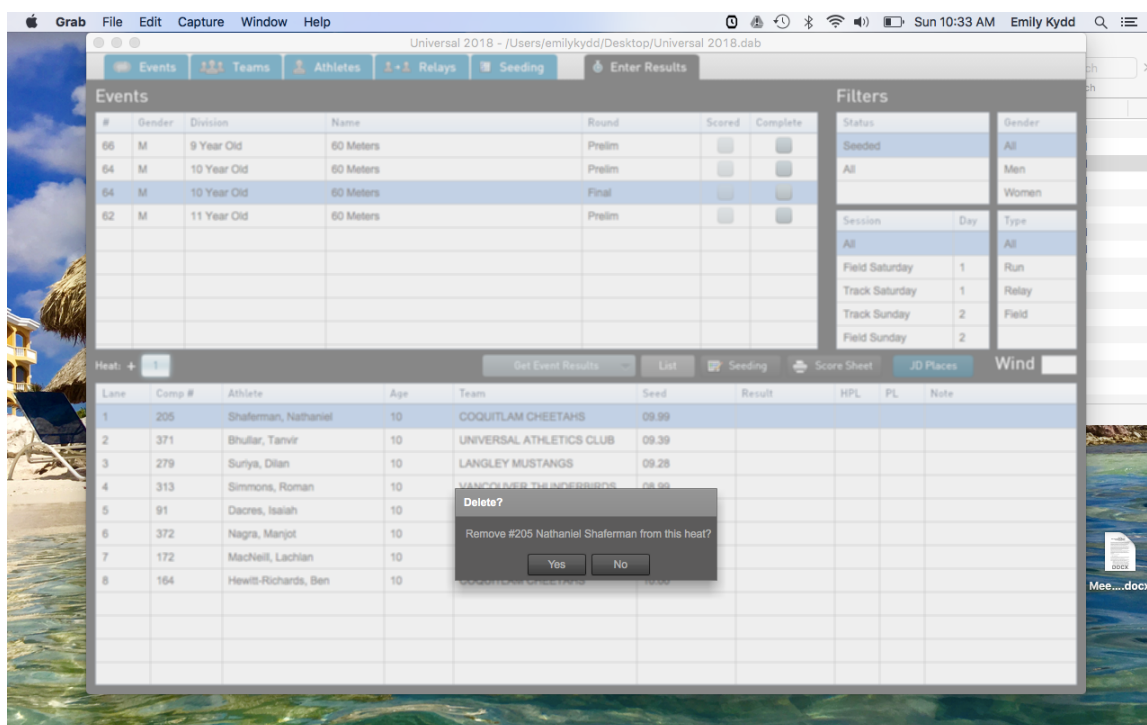 Grab File Edit Capture Window Help Sun 10:33 AM Emily Kydd
Universal 2018 - /Users/emilykydd/Desktop/Universal 2018.dab
Events Teams Athletes Relays Seeding Enter Results
Events Filters
# Gender Division Name Round Scored Complete Status Gender
66 M 9 Year Old 60 Meters Prelim Seeded All
64 M 10 Year Old 60 Meters Prelim All Men
64 M 10 Year Old 60 Meters Final Women
62 M 11 Year Old 60 Meters Prelim Session Day Type
All All
Field Saturday 1 Run
Track Saturday 1 Relay
Track Sunday 2 Field
Field Sunday 2
Heat: + 1 Get Event Results List Seeding Score Sheet JD Places Wind
Lane Comp # Athlete Age Team Seed Result HPL PL Note
1 205 Shaferman, Nathaniel 10 COQUITLAM CHEETAHS 09.99
2 371 Bhullar, Tanvir 10 UNIVERSAL ATHLETICS CLUB 09.39
3 279 Suriya, Dilan 10 LANGLEY MUSTANGS 09.28
4 313 Simmons, Roman 10 VANCOUVER THUNDERBIRDS 08.99
5 91 Dacres, Isaiah 10
6 372 Nagra, Manjot 10
7 172 MacNeill, Lachlan 10
8 164 Hewitt-Richards, Ben 10 COQUITLAM CHEETAHS
Delete?
Remove #205 Nathaniel Shaferman from this heat?
Yes No
DOCX
Mee....docx